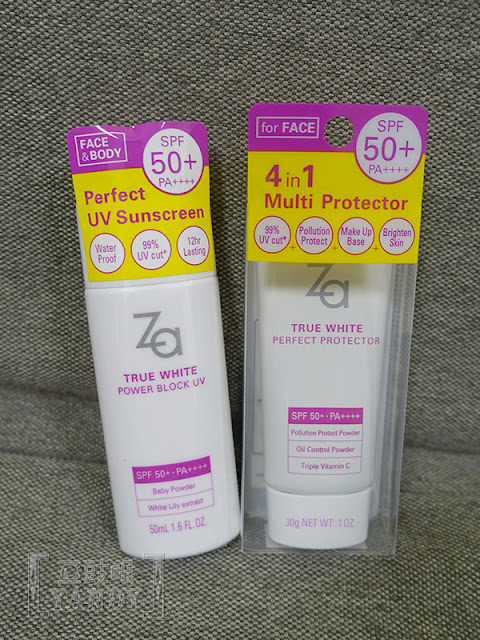 FACE
& BODY
SPF
50+
PA++++
Perfect
UV Sunscreen
Water
Proof
99%
UV cut*
12hr
Lasting
Za
TRUE WHITE
POWER BLOCK UV
SPF 50+・PA++++
Baby Powder
White Lily extract
50mL 1.6 FL.OZ.
for FACE
SPF
50+
PA++++
4 in 1
Multi Protector
99%
UV cut*
+
Pollution
Protect
+
Make Up
Base
+
Brighten
Skin
Za
TRUE WHITE
PERFECT PROTECTOR
SPF 50+・PA++++
Pollution Protect Powder
Oil Control Powder
Triple Vitamin C
30g NET WT. 1 OZ.
YANDY